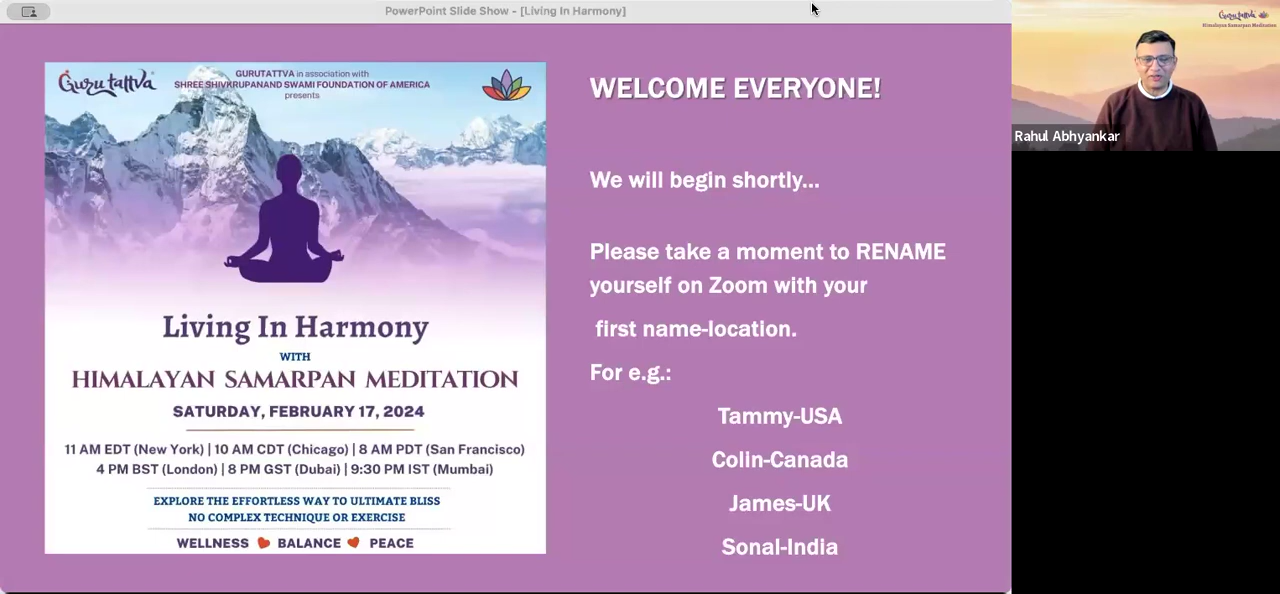 PowerPoint Slide Show - [Living In Harmony]
Gurutattva
GURUTATTVA in association with
SHREE SHIVKRUPANAND SWAMI FOUNDATION OF AMERICA
presents
Living In Harmony
WITH
HIMALAYAN SAMARPAN MEDITATION
SATURDAY, FEBRUARY 17, 2024
11 AM EDT (New York) | 10 AM CDT (Chicago) | 8 AM PDT (San Francisco)
4 PM BST (London) | 8 PM GST (Dubai) | 9:30 PM IST (Mumbai)
EXPLORE THE EFFORTLESS WAY TO ULTIMATE BLISS
NO COMPLEX TECHNIQUE OR EXERCISE
WELLNESS BALANCE PEACE
WELCOME EVERYONE!
We will begin shortly...
Please take a moment to RENAME
yourself on Zoom with your
first name-location.
For e.g.:
Tammy-USA
Colin-Canada
James-UK
Sonal-India
Gurutattva
Himalayan Samarpan Meditation
Rahul Abhyankar